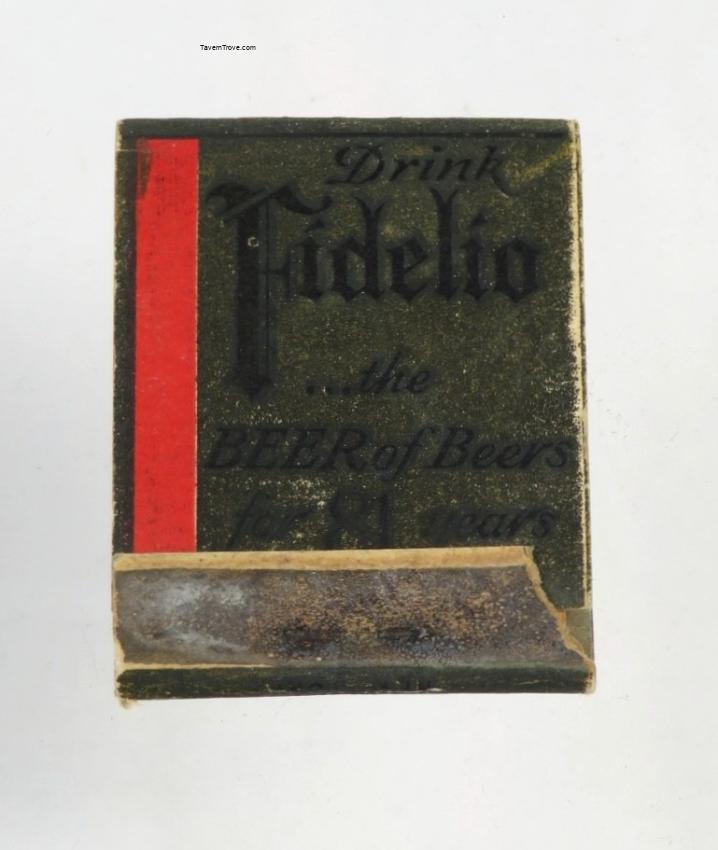 TavernTrove.com
Drink
Fidelio
...the
BEER of Beers
for 81 years